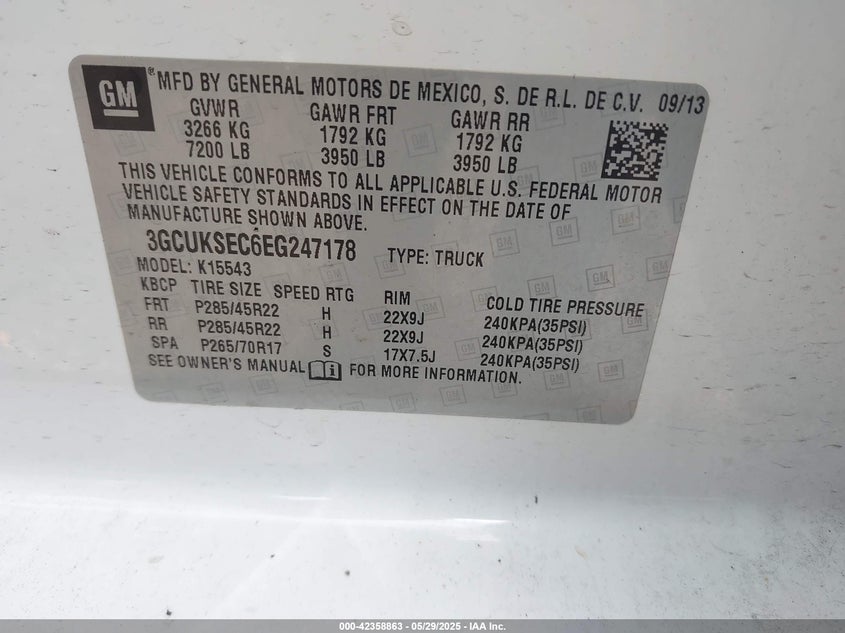 GM® MFD BY GENERAL MOTORS DE MEXICO, S. DE R.L. DE C.V. 09/13
GVWR GAWR FRT GAWR RR
3266 KG 1792 KG 1792 KG
7200 LB 3950 LB 3950 LB
THIS VEHICLE CONFORMS TO ALL APPLICABLE U.S. FEDERAL MOTOR
VEHICLE SAFETY STANDARDS IN EFFECT ON THE DATE OF
MANUFACTURE SHOWN ABOVE.
3GCUKSEC6EG247178 TYPE: TRUCK
MODEL: K15543
KBCP TIRE SIZE SPEED RTG RIM COLD TIRE PRESSURE
FRT P285/45R22 H 22X9J 240KPA(35PSI)
RR P285/45R22 H 22X9J 240KPA(35PSI)
SPA P265/70R17 S 17X7.5J 240KPA(35PSI)
SEE OWNER'S MANUAL FOR MORE INFORMATION.
000-42358863 — 05/29/2025 — IAA Inc.